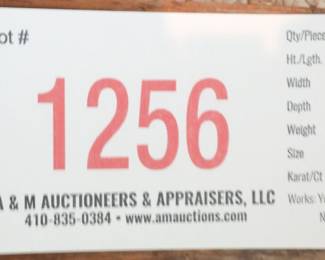 ot #
1256
A & M AUCTIONEERS & APPRAISERS, LLC
410-835-0384 • www.amauctions.com
Qty/Piece
Ht./Lgth.
Width
Depth
Weight
Size
Karat/Ct
Works: Y
N